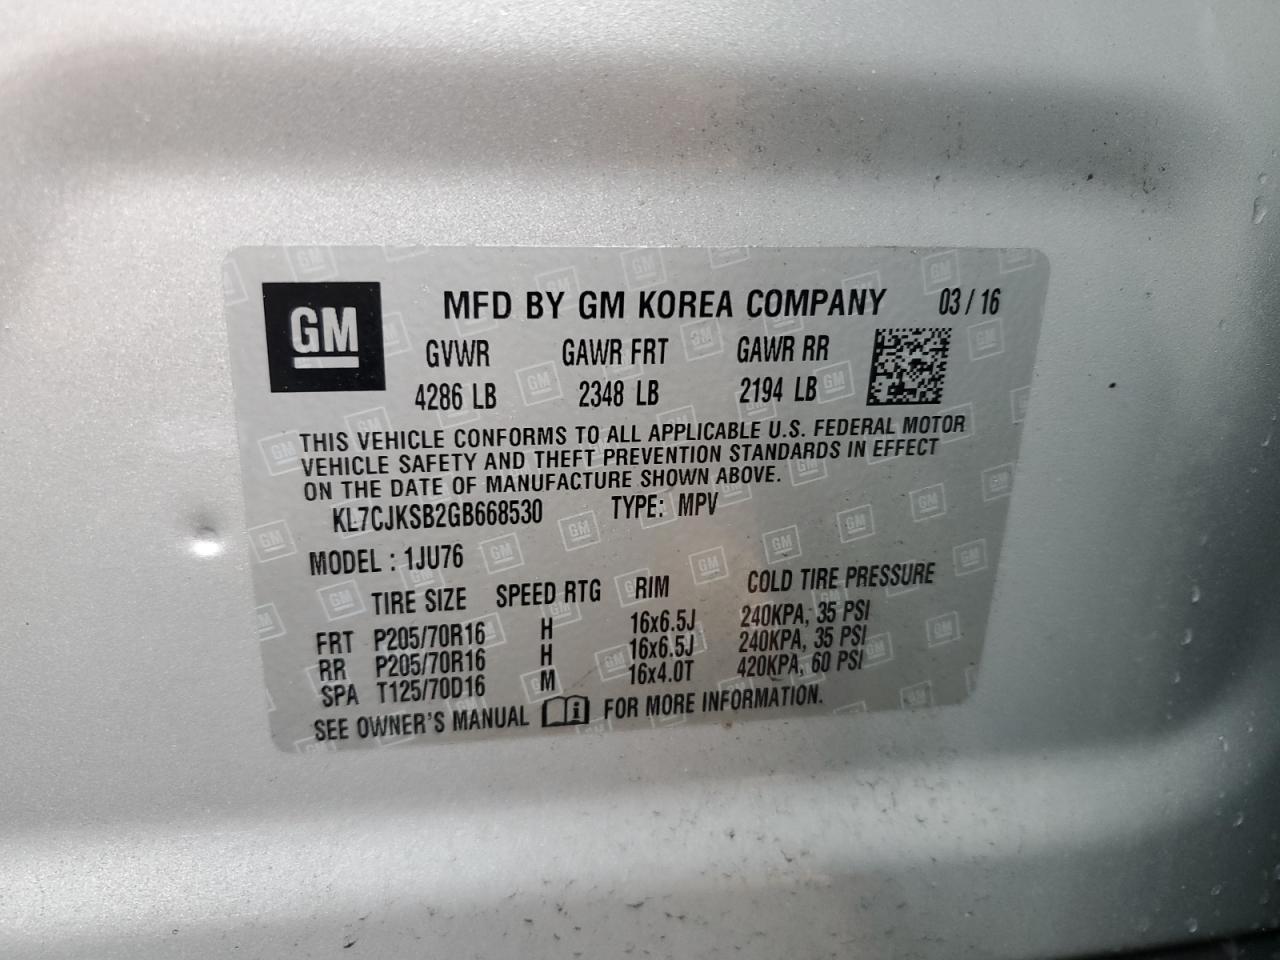 GM
MFD BY GM KOREA COMPANY 03 / 16
GVWR GAWR FRT GAWR RR
4286 LB 2348 LB 2194 LB
THIS VEHICLE CONFORMS TO ALL APPLICABLE U.S. FEDERAL MOTOR
VEHICLE SAFETY AND THEFT PREVENTION STANDARDS IN EFFECT
ON THE DATE OF MANUFACTURE SHOWN ABOVE.
KL7CJKSB2GB668530 TYPE: MPV
MODEL : 1JU76
TIRE SIZE SPEED RTG RIM COLD TIRE PRESSURE
FRT P205/70R16 H 16x6.5J 240KPA, 35 PSI
RR P205/70R16 H 16x6.5J 240KPA, 35 PSI
SPA T125/70D16 M 16x4.0T 420KPA, 60 PSI
SEE OWNER'S MANUAL FOR MORE INFORMATION.